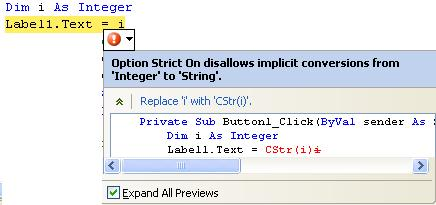 Dim i As Integer
Label1.Text = i
Option Strict On disallows implicit conversions from
'Integer' to 'String'.
Replace 'i' with 'CStr(i)'.
Private Sub Button1_Click(ByVal sender As S
Dim i As Integer
Label1.Text = CStr(i)i
Expand All Previews